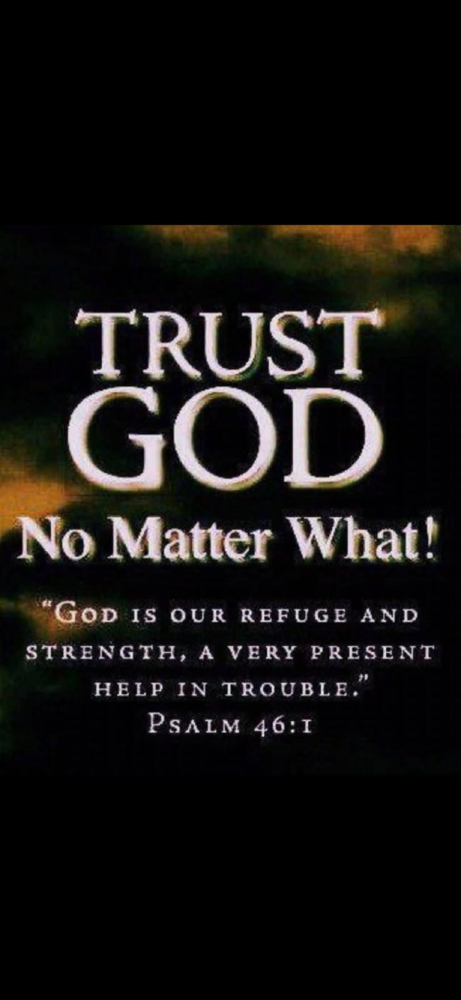 TRUST
GOD
No Matter What!
“GOD IS OUR REFUGE AND
STRENGTH, A VERY PRESENT
HELP IN TROUBLE.”
PSALM 46:1